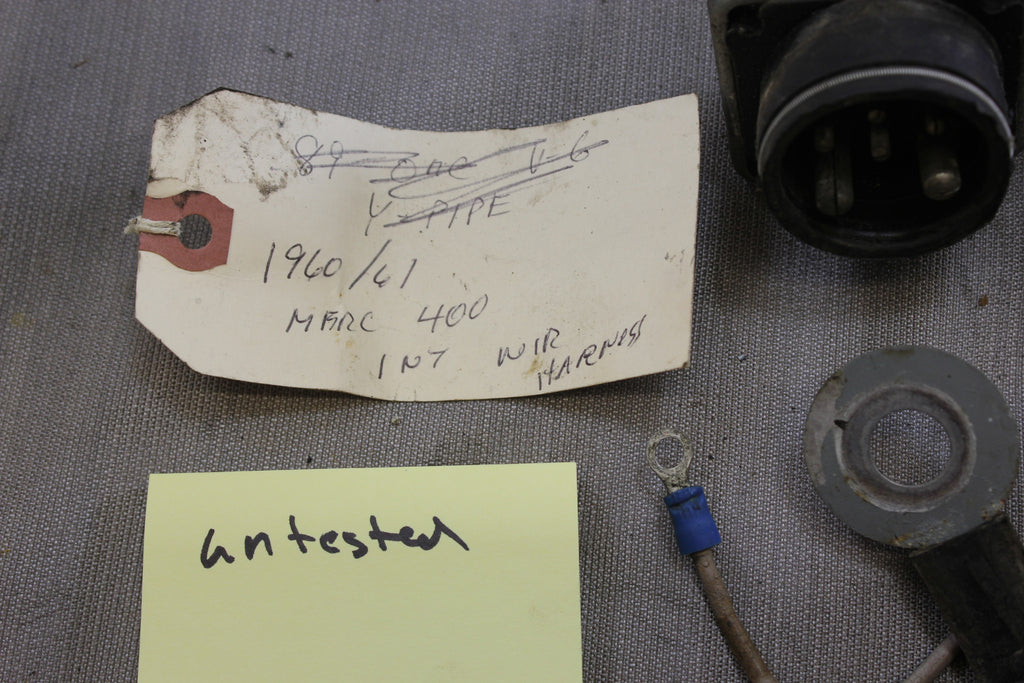 89 OMC V-6
Y-PIPE
1960/61
MERC 400
INT WIR
HARNESS
untested